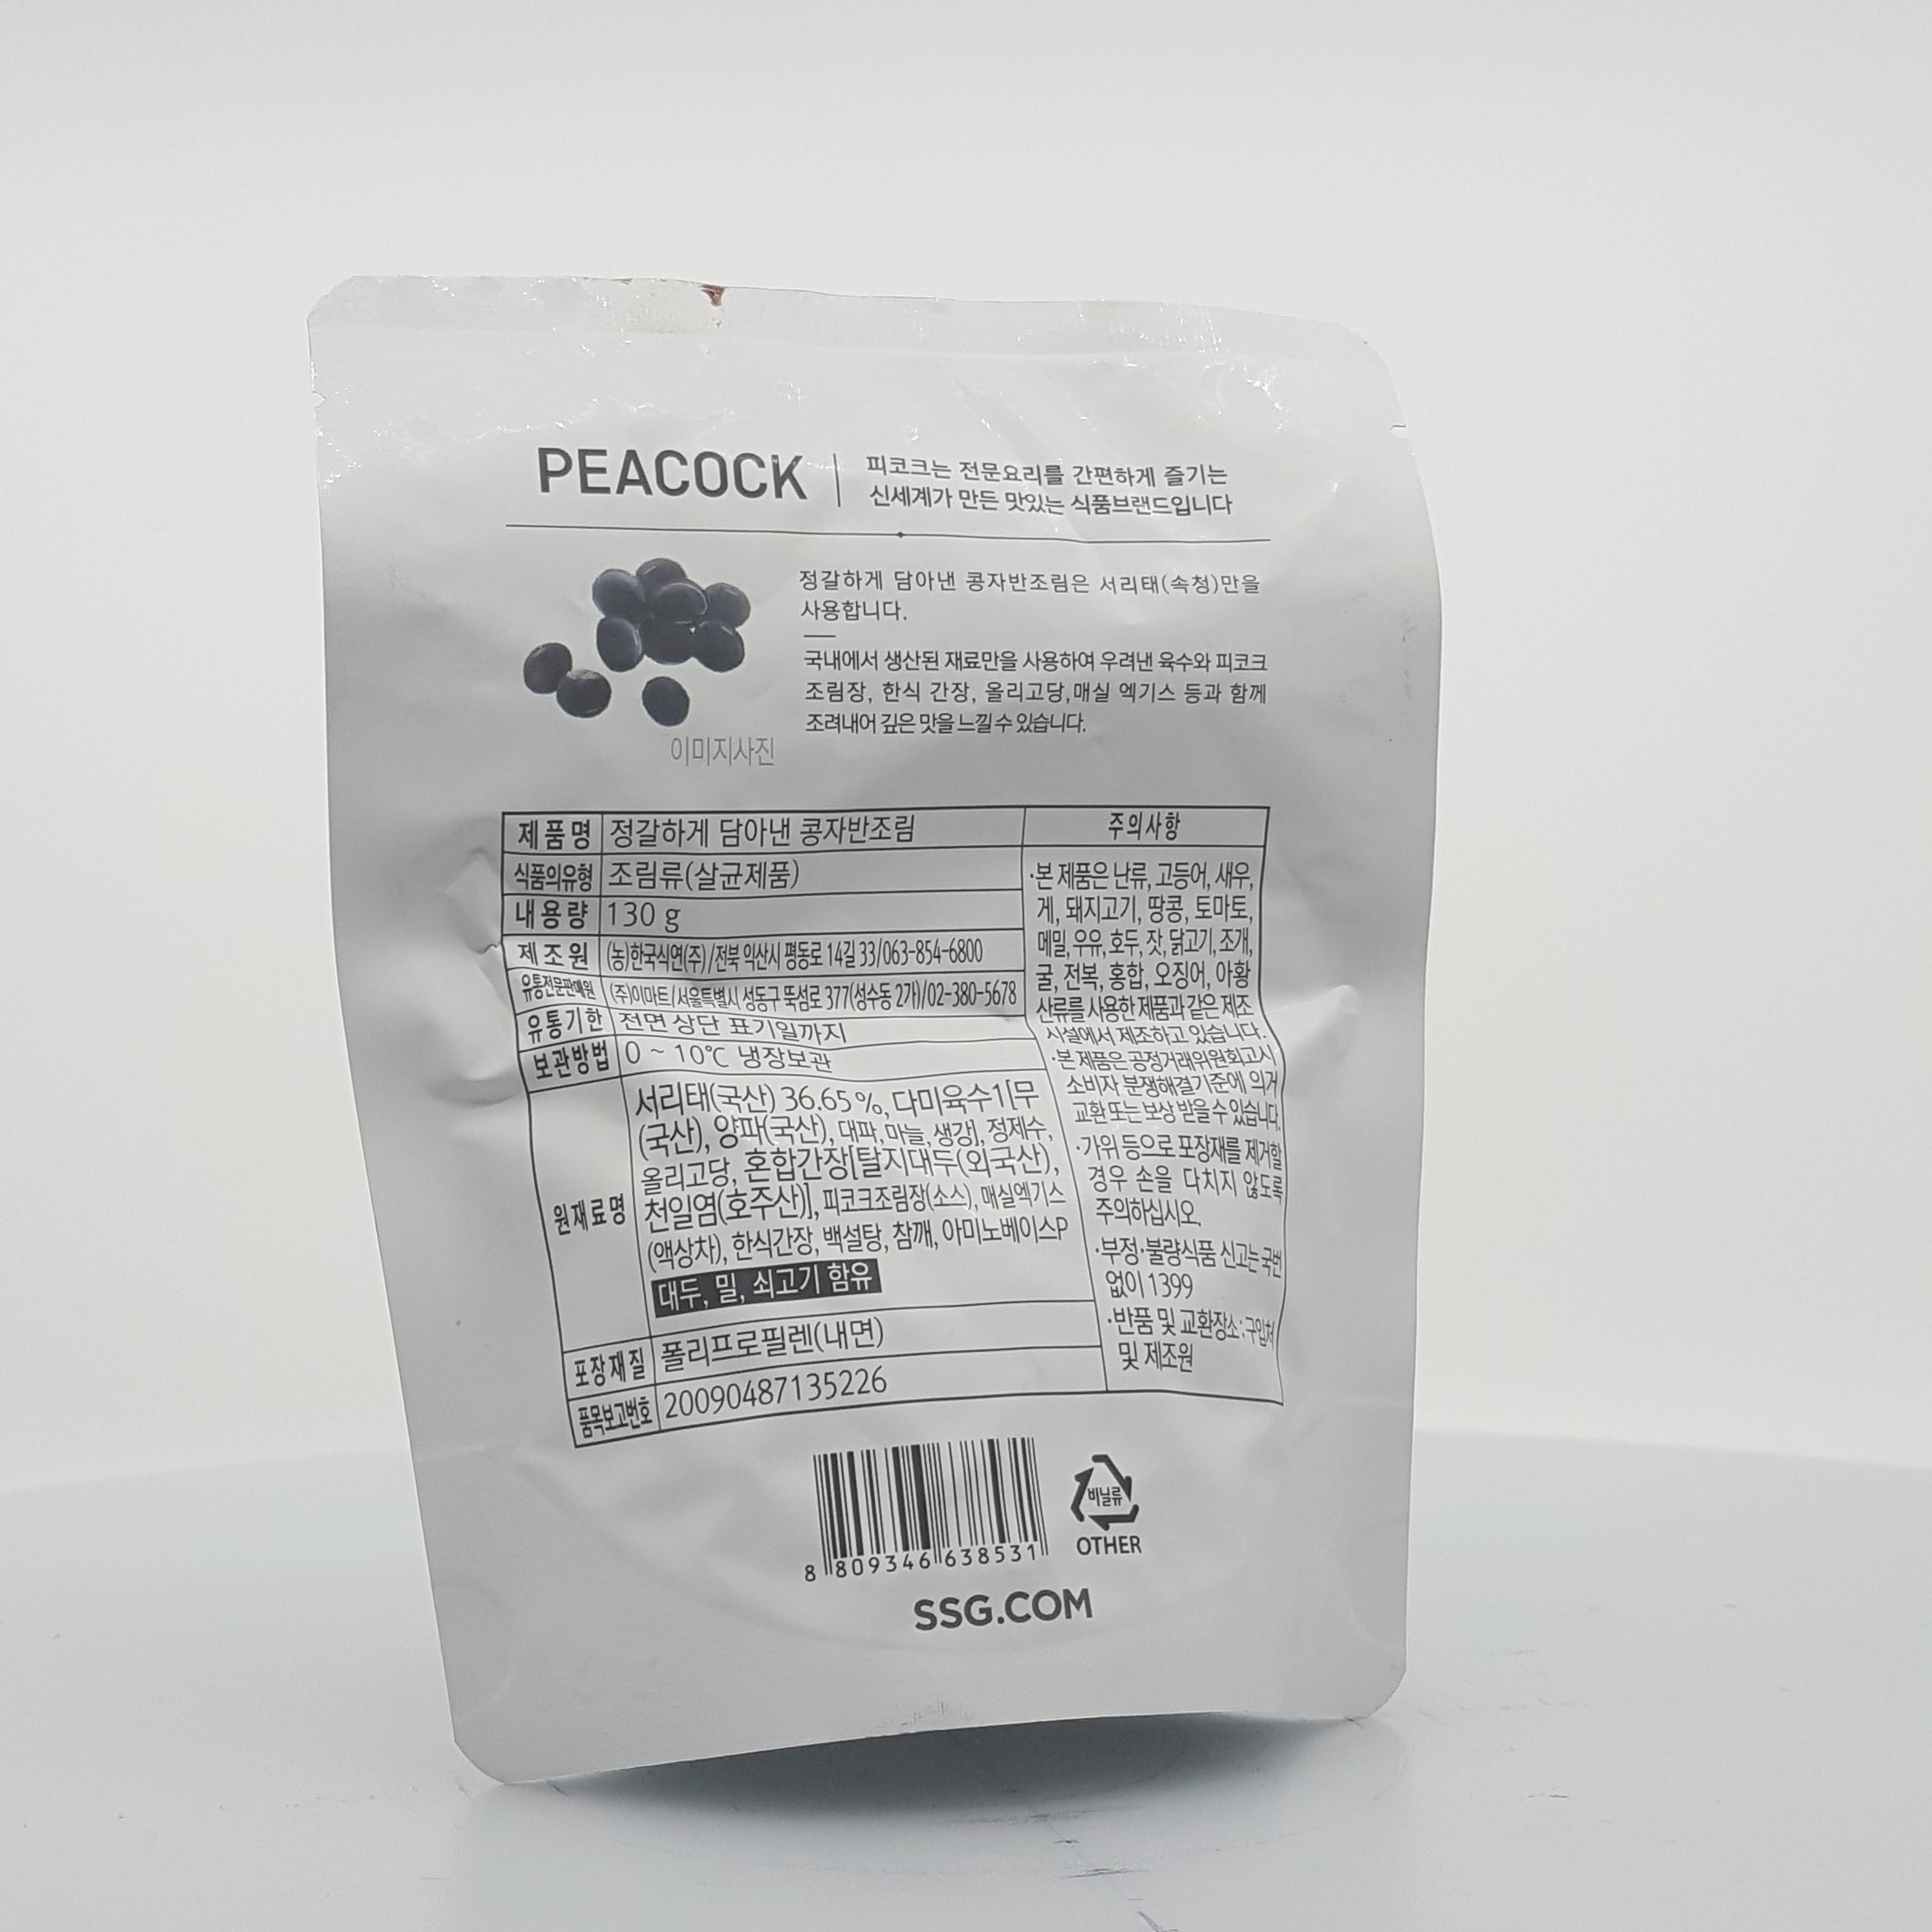 PEACOCK
피코크는 전문요리를 간편하게 즐기는
신세계가 만든 맛있는 식품브랜드입니다
정갈하게 담아낸 콩자반조림은 서리태(속청)만을
사용합니다.
국내에서 생산된 재료만을 사용하여 우려낸 육수와 피코크
조림장, 한식 간장, 올리고당,매실 엑기스 등과 함께
조려내어 깊은 맛을 느낄 수 있습니다.
이미지사진
제품명 정갈하게 담아낸 콩자반조림
식품의유형 조림류(살균제품)
내용량 130 g
제조원 (농)한국식연(주)/전북 익산시 평동로 14길 33/063-854-6800
유통전문판매원 (주)이마트/서울특별시 성동구 뚝섬로 377(성수동 2가)/02-380-5678
유통기한 전면 상단 표기일까지
보관방법 0 ~ 10℃ 냉장보관
원재료명
서리태(국산) 36.65%, 다미육수1[무
(국산), 양파(국산), 대파, 마늘, 생강], 정제수,
올리고당, 혼합간장[탈지대두(외국산),
천일염(호주산)], 피코크조림장(소스), 매실엑기스
(액상차), 한식간장, 백설탕, 참깨, 아미노베이스P
대두, 밀, 쇠고기 함유
포장재질 폴리프로필렌(내면)
품목보고번호 20090487135226
주의사항
·본 제품은 난류, 고등어, 새우,
게, 돼지고기, 땅콩, 토마토,
메밀, 우유, 호두, 잣, 닭고기, 조개,
굴, 전복, 홍합, 오징어, 아황
산류를 사용한 제품과 같은 제조
시설에서 제조하고 있습니다.
·본 제품은 공정거래위원회고시
소비자 분쟁해결기준에 의거
교환 또는 보상 받을 수 있습니다.
·가위 등으로 포장재를 제거할
경우 손을 다치지 않도록
주의하십시오.
·부정·불량식품 신고는 국번
없이 1399
·반품 및 교환장소:구입처
및 제조원
8 809346 638531
비닐류
OTHER
SSG.COM